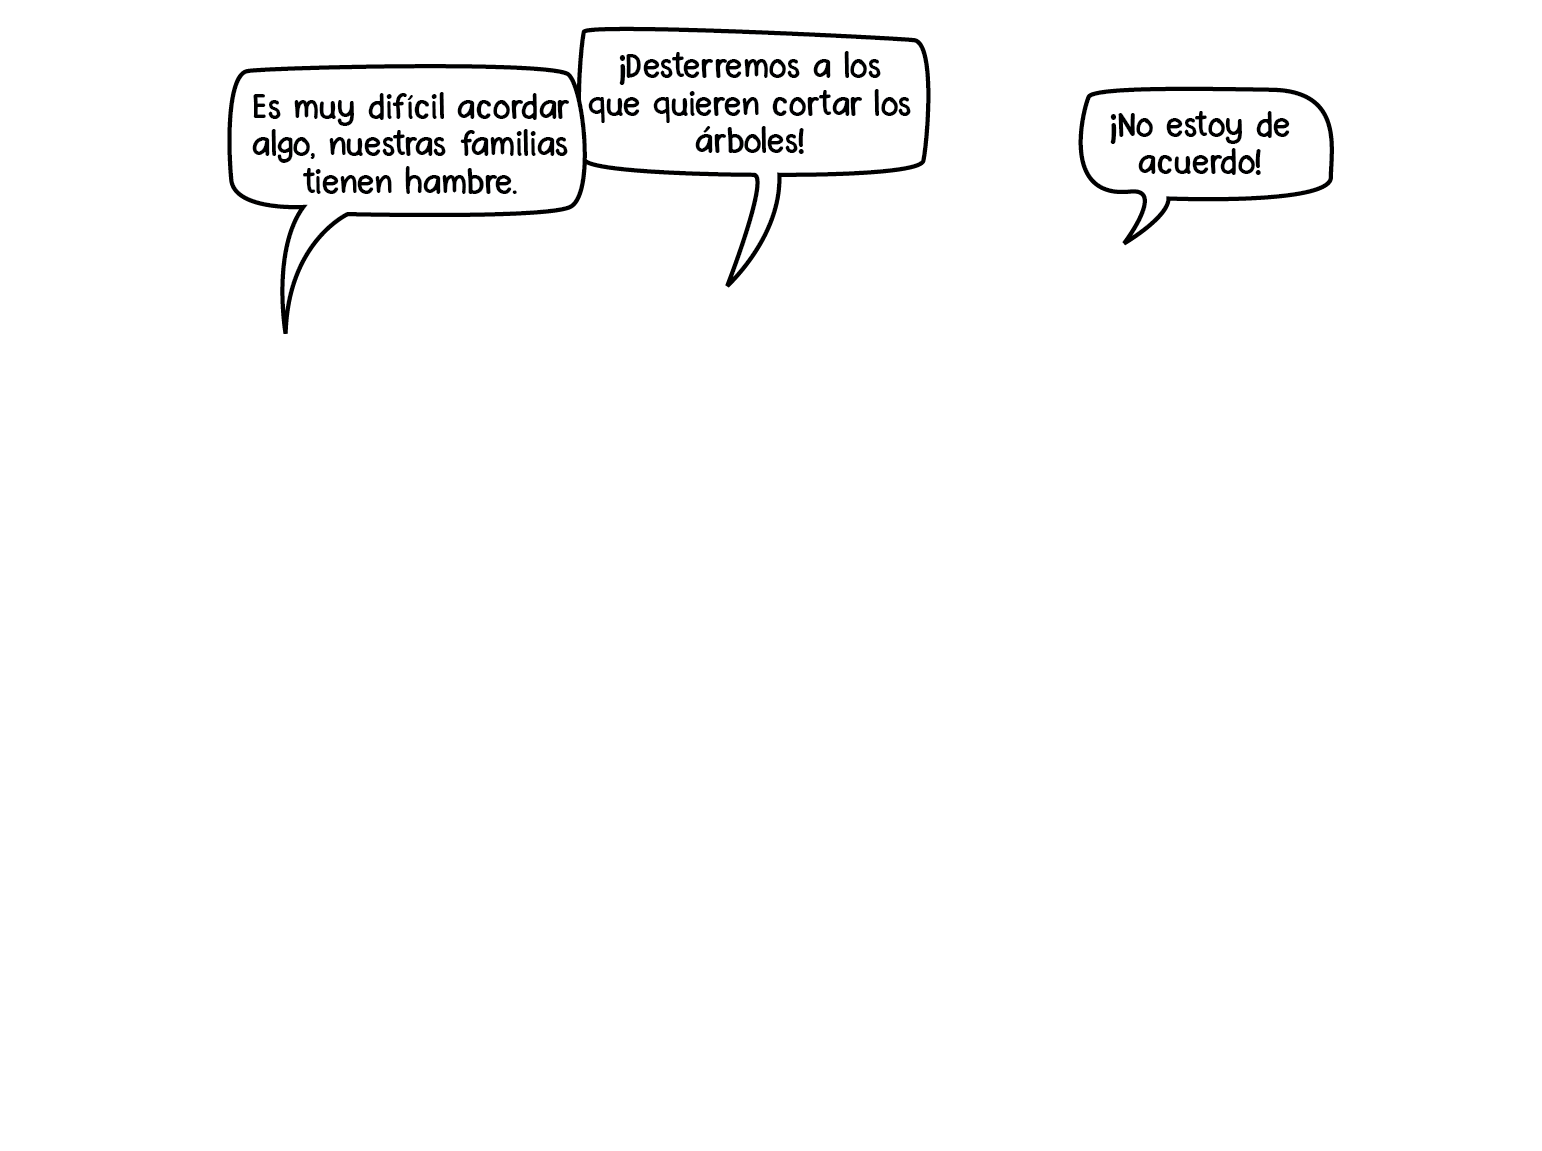 Es muy difícil acordar
algo, nuestras familias
tienen hambre.
¡Desterremos a los
que quieren cortar los
árboles!
¡No estoy de
acuerdo!